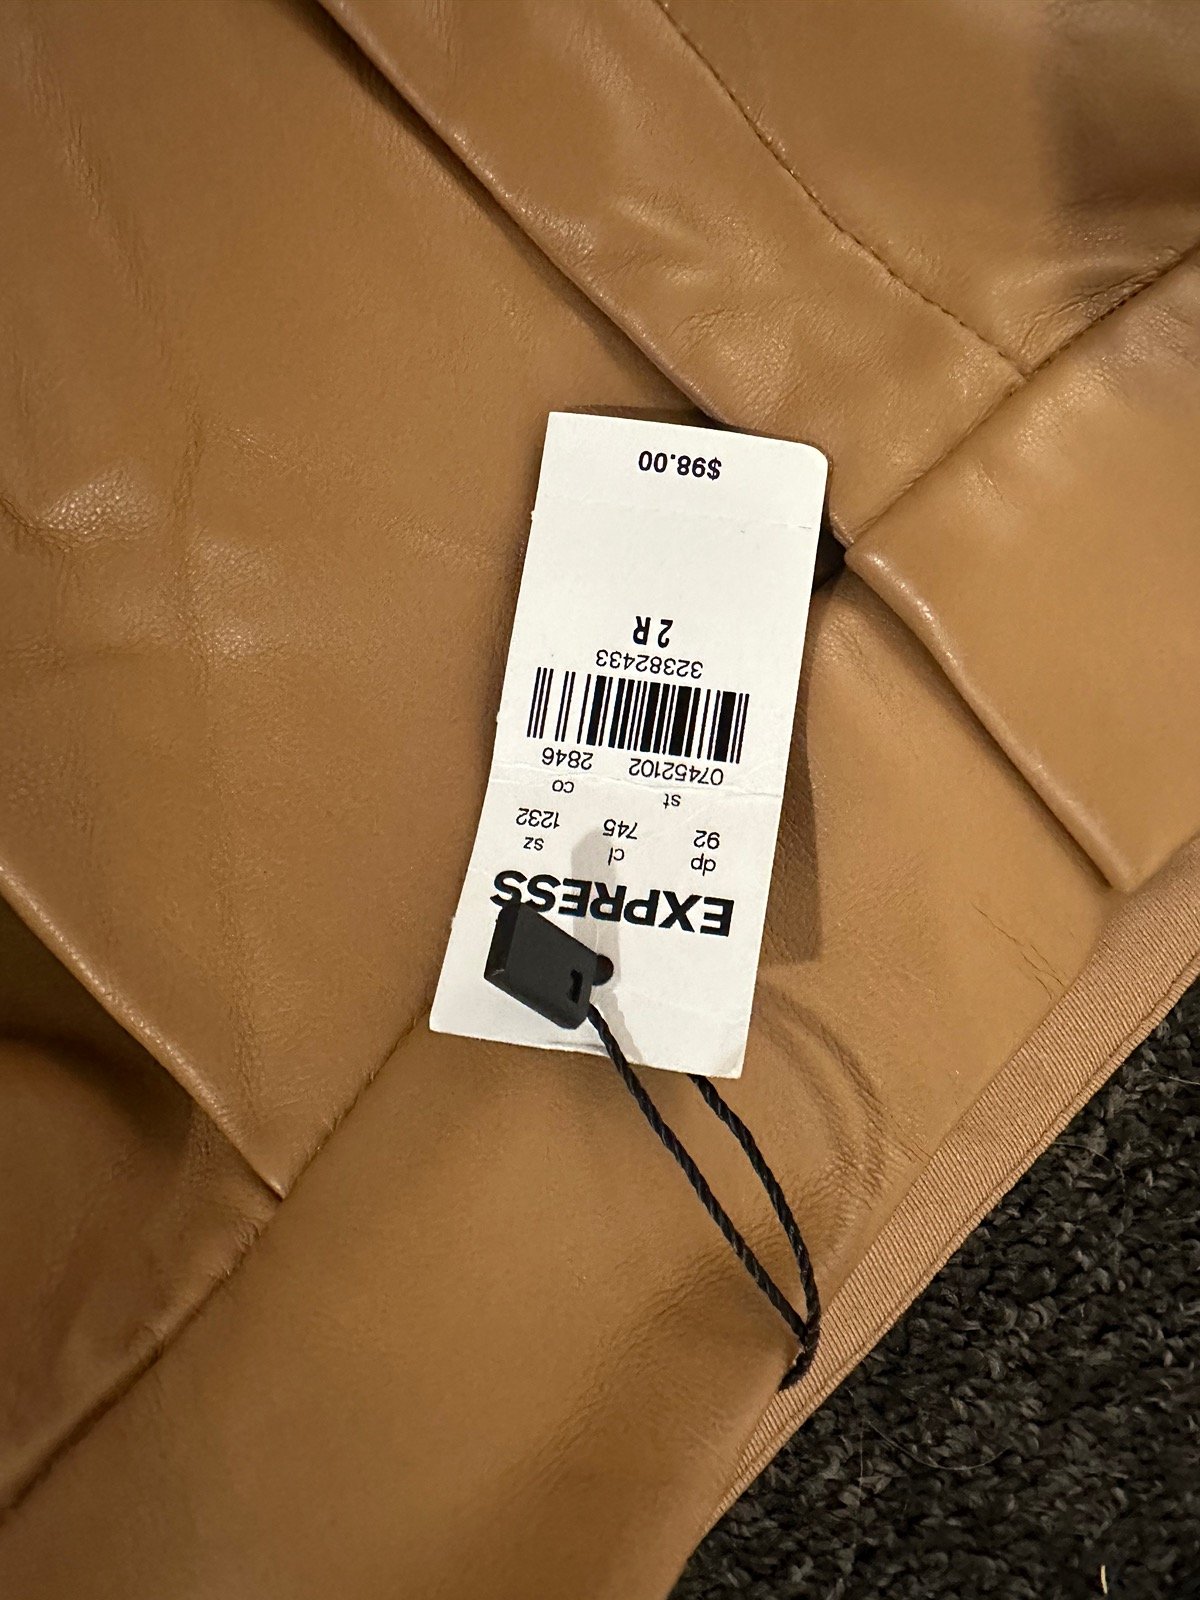 EXPRESS
dp cl sz
92 745 1232
st co
07452102 2846
32382433
2 R
$98.00